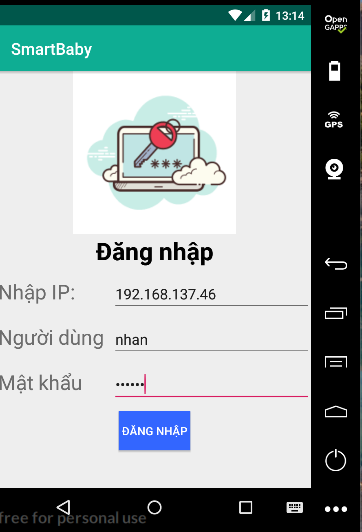 13:14
Open
GAPPS
SmartBaby
GPS
***
Đăng nhập
Nhập IP: 192.168.137.46
Người dùng nhan
Mật khẩu ••••••
ĐĂNG NHẬP
free for personal use